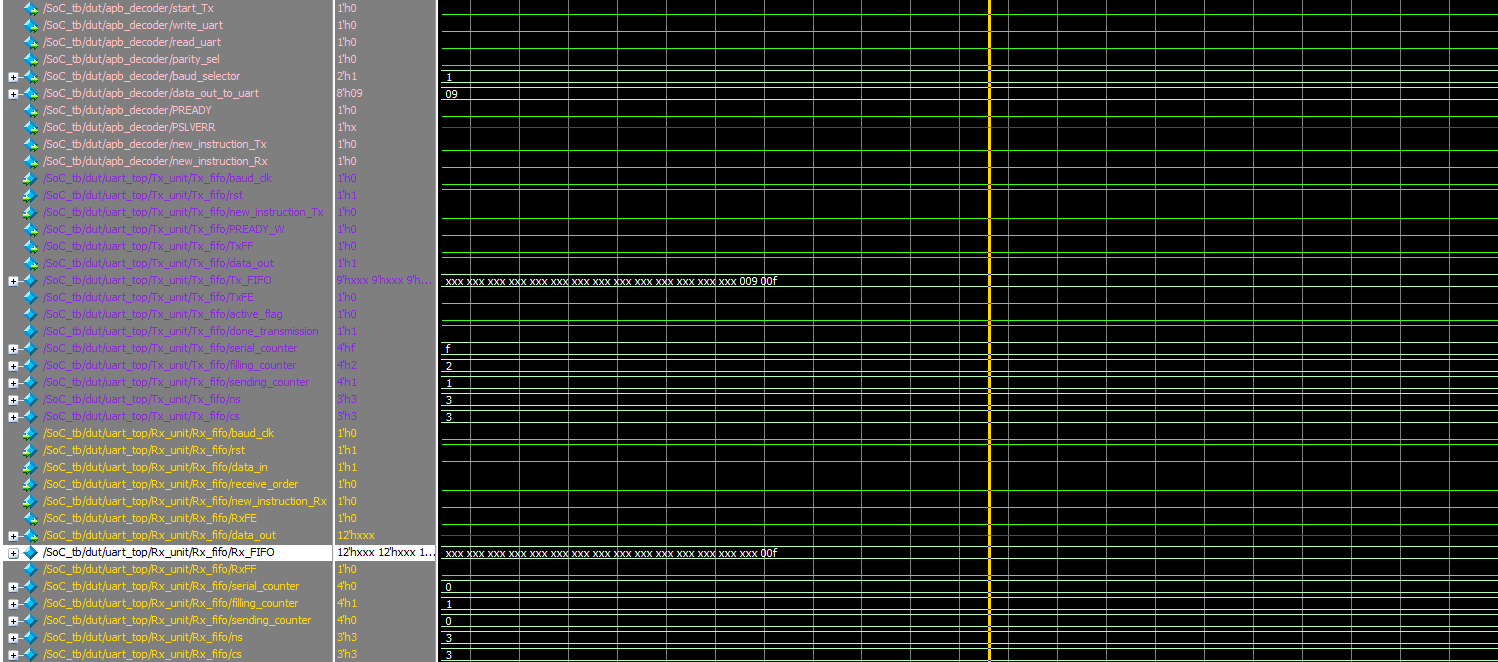 /SoC_tb/dut/apb_decoder/start_Tx 1'h0
/SoC_tb/dut/apb_decoder/write_uart 1'h0
/SoC_tb/dut/apb_decoder/read_uart 1'h0
/SoC_tb/dut/apb_decoder/parity_sel 1'h0
/SoC_tb/dut/apb_decoder/baud_selector 2'h1 1
/SoC_tb/dut/apb_decoder/data_out_to_uart 8'h09 09
/SoC_tb/dut/apb_decoder/PREADY 1'h0
/SoC_tb/dut/apb_decoder/PSLVERR 1'hx
/SoC_tb/dut/apb_decoder/new_instruction_Tx 1'h0
/SoC_tb/dut/apb_decoder/new_instruction_Rx 1'h0
/SoC_tb/dut/uart_top/Tx_unit/Tx_fifo/baud_clk 1'h0
/SoC_tb/dut/uart_top/Tx_unit/Tx_fifo/rst 1'h1
/SoC_tb/dut/uart_top/Tx_unit/Tx_fifo/new_instruction_Tx 1'h0
/SoC_tb/dut/uart_top/Tx_unit/Tx_fifo/PREADY_W 1'h0
/SoC_tb/dut/uart_top/Tx_unit/Tx_fifo/TxFF 1'h0
/SoC_tb/dut/uart_top/Tx_unit/Tx_fifo/data_out 1'h1
/SoC_tb/dut/uart_top/Tx_unit/Tx_fifo/Tx_FIFO 9'hxxx 9'hxxx 9'h... xxx xxx xxx xxx xxx xxx xxx xxx xxx xxx xxx xxx xxx xxx 009 00f
/SoC_tb/dut/uart_top/Tx_unit/Tx_fifo/TxFE 1'h0
/SoC_tb/dut/uart_top/Tx_unit/Tx_fifo/active_flag 1'h0
/SoC_tb/dut/uart_top/Tx_unit/Tx_fifo/done_transmission 1'h1
/SoC_tb/dut/uart_top/Tx_unit/Tx_fifo/serial_counter 4'hf f
/SoC_tb/dut/uart_top/Tx_unit/Tx_fifo/filling_counter 4'h2 2
/SoC_tb/dut/uart_top/Tx_unit/Tx_fifo/sending_counter 4'h1 1
/SoC_tb/dut/uart_top/Tx_unit/Tx_fifo/ns 3'h3 3
/SoC_tb/dut/uart_top/Tx_unit/Tx_fifo/cs 3'h3 3
/SoC_tb/dut/uart_top/Rx_unit/Rx_fifo/baud_clk 1'h0
/SoC_tb/dut/uart_top/Rx_unit/Rx_fifo/rst 1'h1
/SoC_tb/dut/uart_top/Rx_unit/Rx_fifo/data_in 1'h1
/SoC_tb/dut/uart_top/Rx_unit/Rx_fifo/receive_order 1'h0
/SoC_tb/dut/uart_top/Rx_unit/Rx_fifo/new_instruction_Rx 1'h0
/SoC_tb/dut/uart_top/Rx_unit/Rx_fifo/RxFE 1'h0
/SoC_tb/dut/uart_top/Rx_unit/Rx_fifo/data_out 12'hxxx
/SoC_tb/dut/uart_top/Rx_unit/Rx_fifo/Rx_FIFO 12'hxxx 12'hxxx 1... xxx xxx xxx xxx xxx xxx xxx xxx xxx xxx xxx xxx xxx xxx xxx 00f
/SoC_tb/dut/uart_top/Rx_unit/Rx_fifo/RxFF 1'h0
/SoC_tb/dut/uart_top/Rx_unit/Rx_fifo/serial_counter 4'h0 0
/SoC_tb/dut/uart_top/Rx_unit/Rx_fifo/filling_counter 4'h1 1
/SoC_tb/dut/uart_top/Rx_unit/Rx_fifo/sending_counter 4'h0 0
/SoC_tb/dut/uart_top/Rx_unit/Rx_fifo/ns 3'h3 3
/SoC_tb/dut/uart_top/Rx_unit/Rx_fifo/cs 3'h3 3